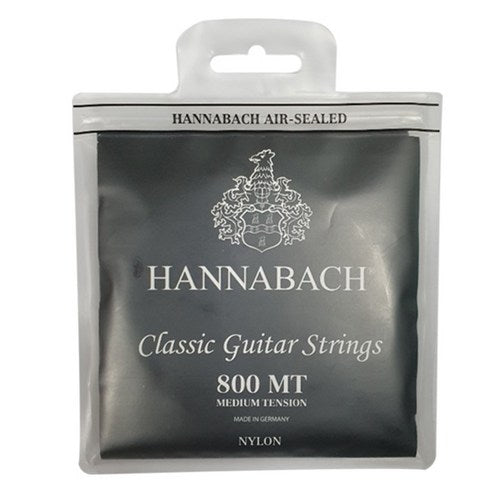 HANNABACH AIR-SEALED
HANNABACH
Classic Guitar Strings
800 MT
MEDIUM TENSION
MADE IN GERMANY
NYLON